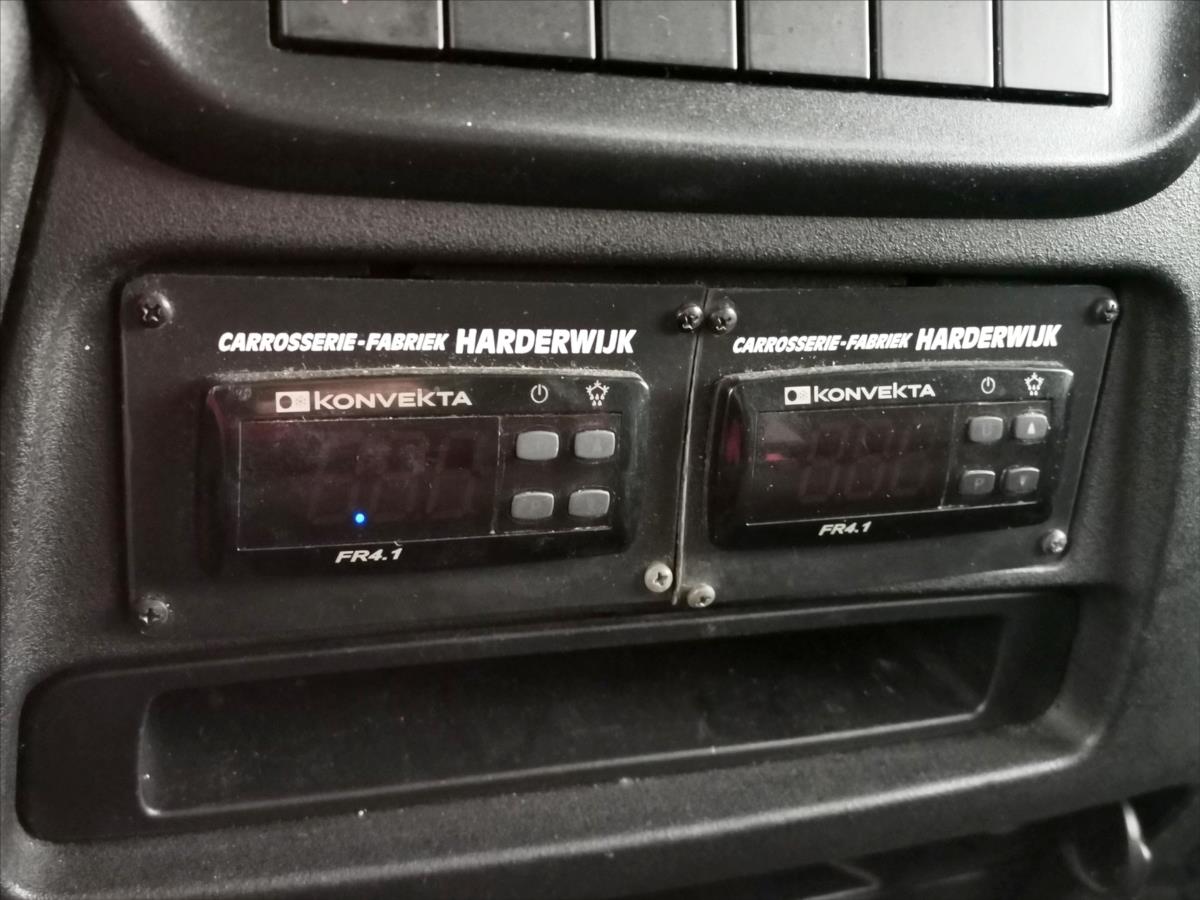 CARROSSERIE-FABRIEK HARDERWIJK
KONVEKTA
FR4.1
CARROSSERIE-FABRIEK HARDERWIJK
KONVEKTA
U
P
FR4.1